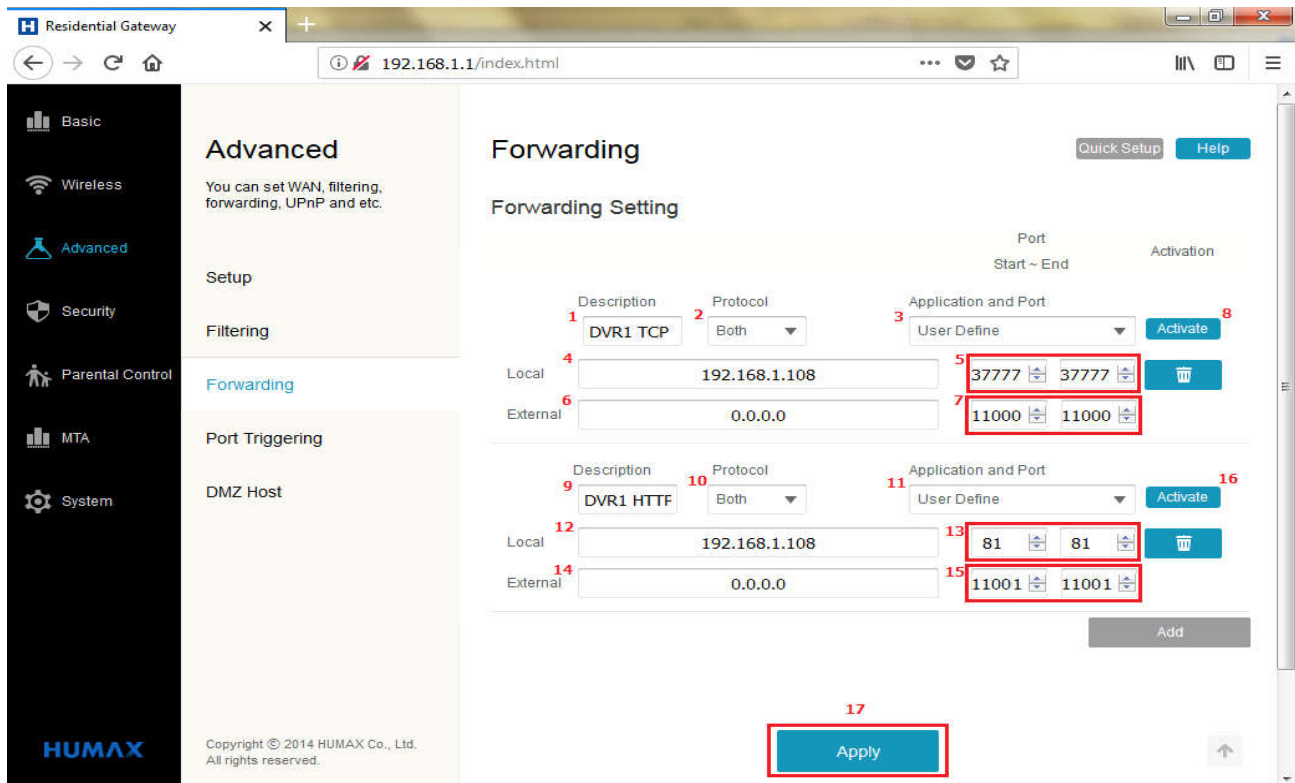 H Residential Gateway
192.168.1.1/index.html
Basic
Wireless
Advanced
Security
Parental Control
MTA
System
HUMAX
Advanced
You can set WAN, filtering,
forwarding, UPnP and etc.
Setup
Filtering
Forwarding
Port Triggering
DMZ Host
Copyright © 2014 HUMAX Co., Ltd.
All rights reserved.
Forwarding
Quick Setup Help
Forwarding Setting
Port
Start ~ End
Activation
Description Protocol Application and Port
1 DVR1 TCP 2 Both 3 User Define Activate 8
Local 4 192.168.1.108 5 37777 37777
External 6 0.0.0.0 7 11000 11000
Description Protocol Application and Port
9 DVR1 HTTP 10 Both 11 User Define Activate 16
Local 12 192.168.1.108 13 81 81
External 14 0.0.0.0 15 11001 11001
Add
17
Apply